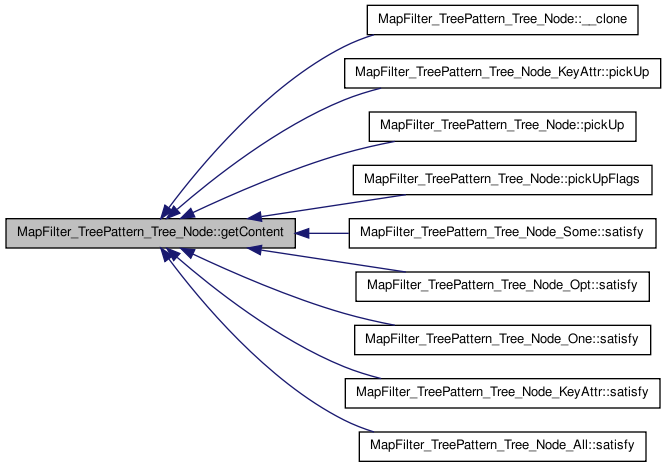 MapFilter_TreePattern_Tree_Node::__clone
MapFilter_TreePattern_Tree_Node_KeyAttr::pickUp
MapFilter_TreePattern_Tree_Node::pickUp
MapFilter_TreePattern_Tree_Node::pickUpFlags
MapFilter_TreePattern_Tree_Node::getContent
MapFilter_TreePattern_Tree_Node_Some::satisfy
MapFilter_TreePattern_Tree_Node_Opt::satisfy
MapFilter_TreePattern_Tree_Node_One::satisfy
MapFilter_TreePattern_Tree_Node_KeyAttr::satisfy
MapFilter_TreePattern_Tree_Node_All::satisfy